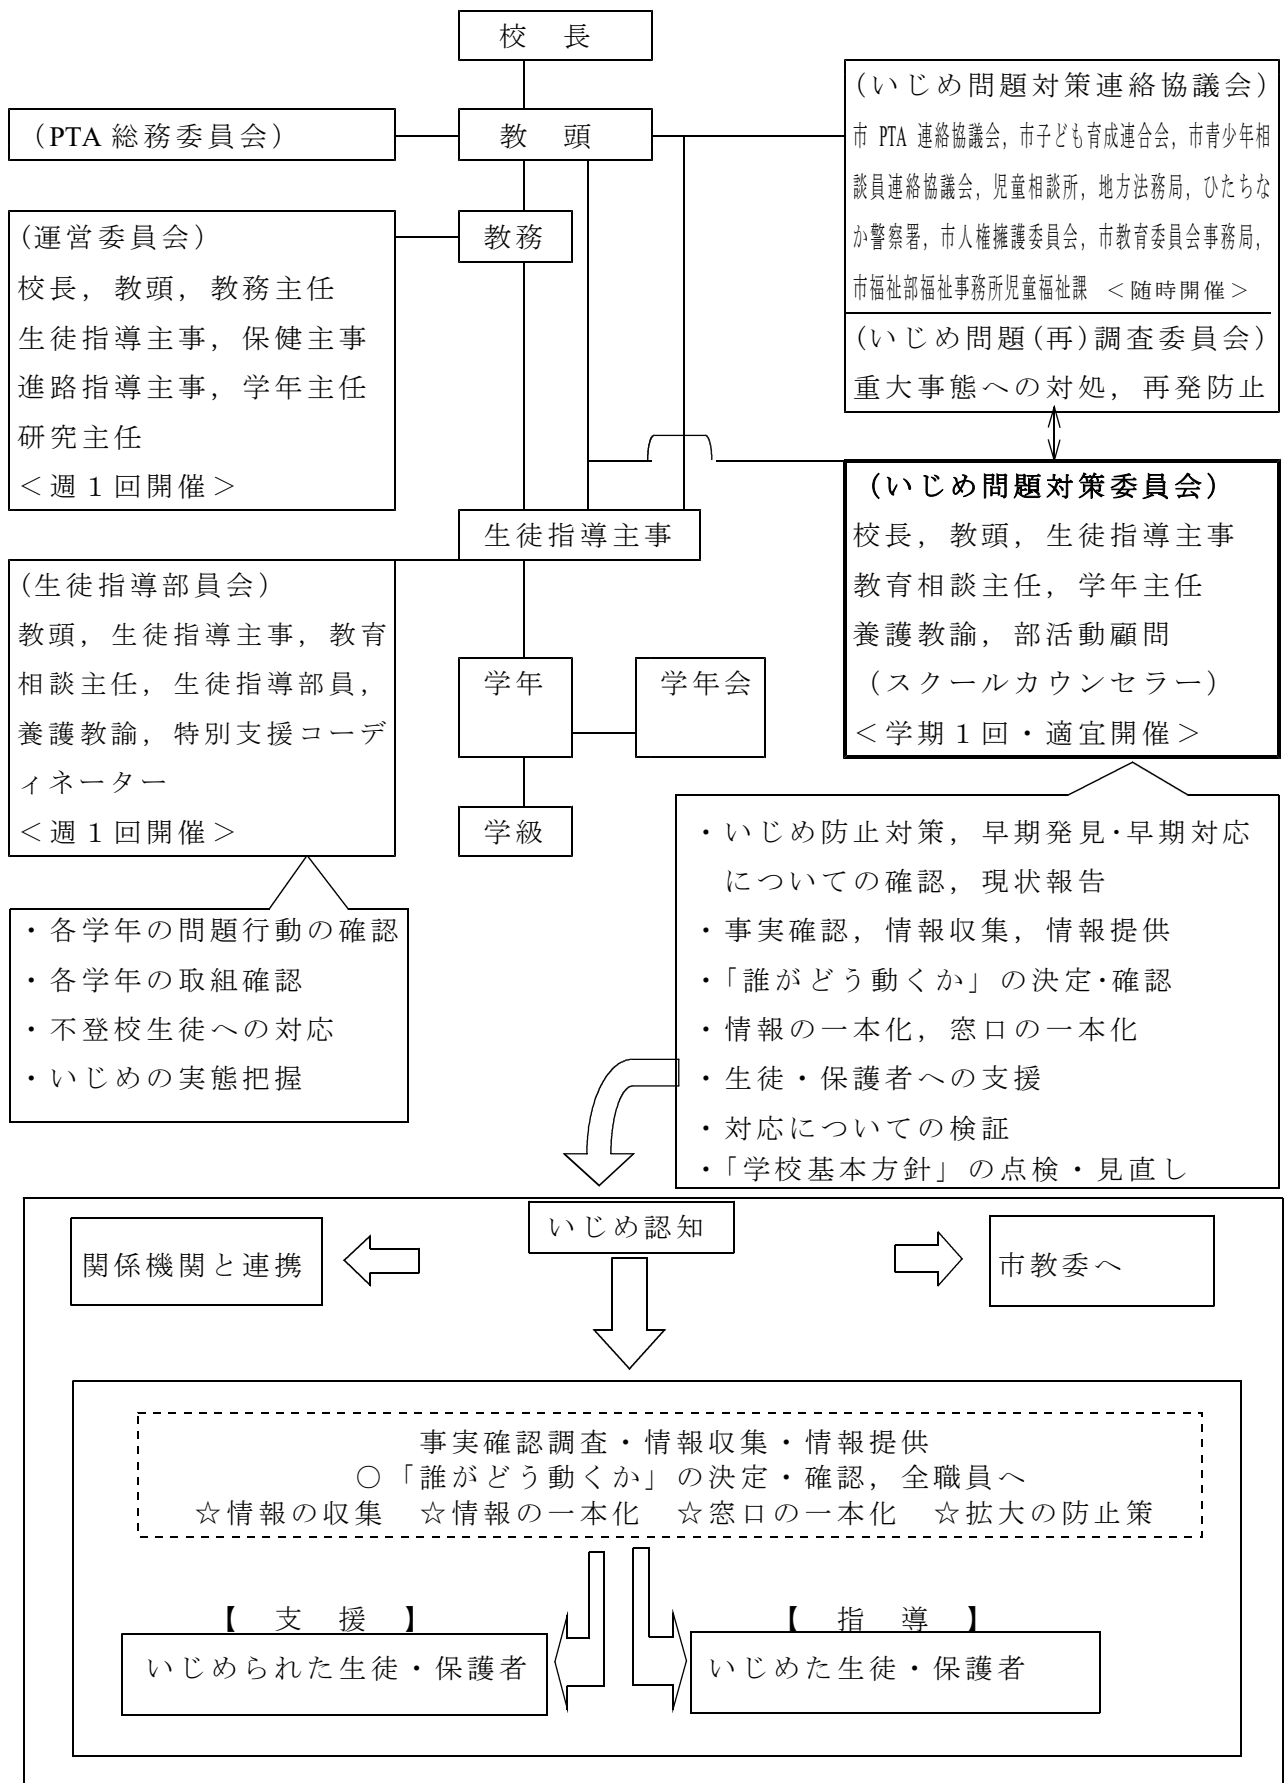 校　長
(PTA 総務委員会)
教　頭
(いじめ問題対策連絡協議会)
市 PTA 連絡協議会，市子ども育成連合会，市青少年相
談員連絡協議会，児童相談所，地方法務局，ひたちな
か警察署，市人権擁護委員会，市教育委員会事務局，
市福祉部福祉事務所児童福祉課　＜随時開催＞
(いじめ問題(再)調査委員会)
重大事態への対処，再発防止
(運営委員会)
校長，教頭，教務主任
生徒指導主事，保健主事
進路指導主事，学年主任
研究主任
＜週１回開催＞
教務
生徒指導主事
(いじめ問題対策委員会)
校長，教頭，生徒指導主事
教育相談主任，学年主任
養護教諭，部活動顧問
（スクールカウンセラー）
＜学期１回・適宜開催＞
(生徒指導部員会)
教頭，生徒指導主事，教育
相談主任，生徒指導部員，
養護教諭，特別支援コーデ
ィネーター
＜週１回開催＞
学年
学年会
学級
・各学年の問題行動の確認
・各学年の取組確認
・不登校生徒への対応
・いじめの実態把握
・いじめ防止対策，早期発見・早期対応
についての確認，現状報告
・事実確認，情報収集，情報提供
・「誰がどう動くか」の決定・確認
・情報の一本化，窓口の一本化
・生徒・保護者への支援
・対応についての検証
・「学校基本方針」の点検・見直し
いじめ認知
関係機関と連携
市教委へ
事実確認調査・情報収集・情報提供
○「誰がどう動くか」の決定・確認，全職員へ
☆情報の収集　☆情報の一本化　☆窓口の一本化　☆拡大の防止策
【　支　援　】
いじめられた生徒・保護者
【　指　導　】
いじめた生徒・保護者